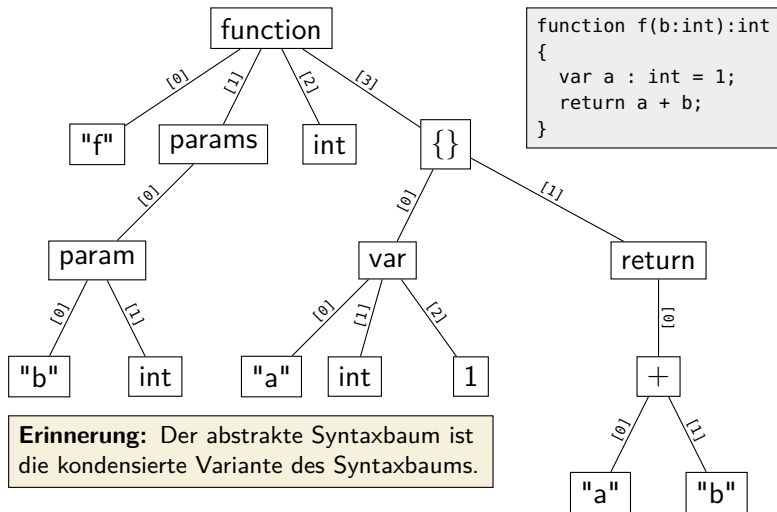 function
function f(b:int):int
{
var a : int = 1;
return a + b;
}
[0]
[1]
[2]
[3]
"f"
params
int
{}
[0]
[0]
[1]
param
var
return
[0]
[1]
[0]
[1]
[2]
[0]
"b"
int
"a"
int
1
+
[0]
[1]
"a"
"b"
Erinnerung: Der abstrakte Syntaxbaum ist
die kondensierte Variante des Syntaxbaums.